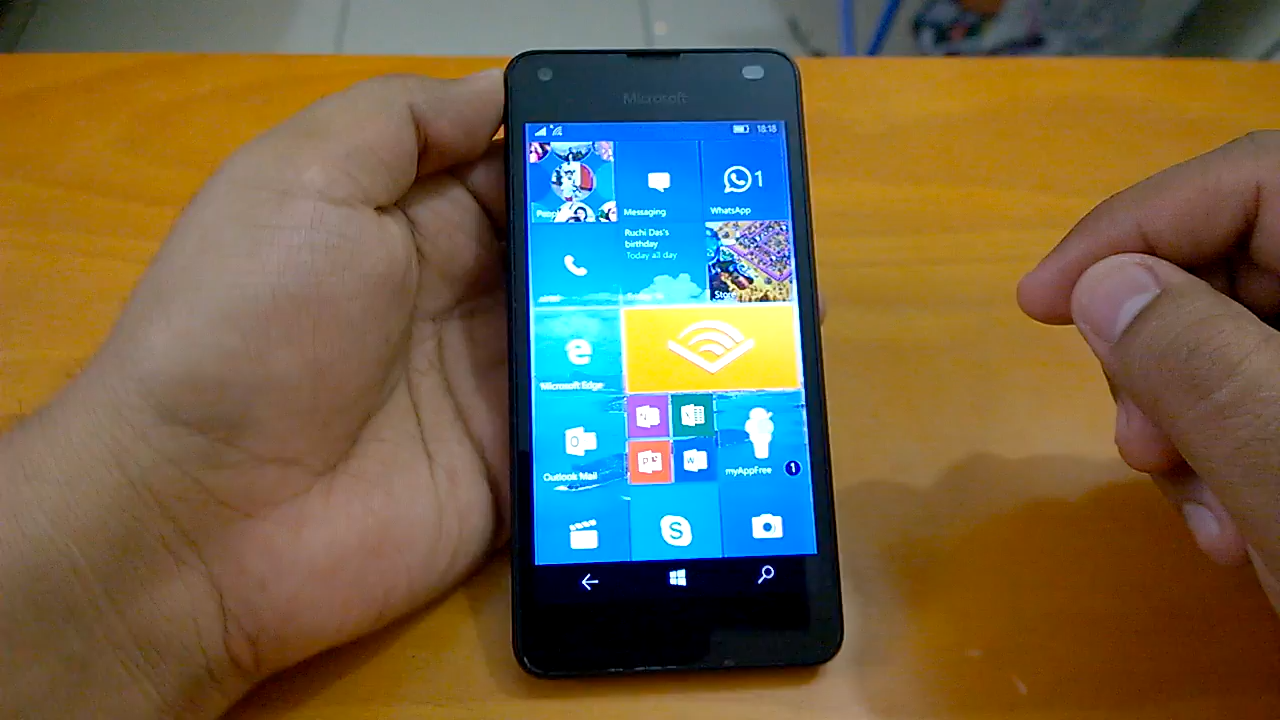 Microsoft
18:18
People
Messaging
1
WhatsApp
Ruchi Das's
birthday
Today all day
Store
e
Microsoft Edge
Outlook Mail
myAppFree
1